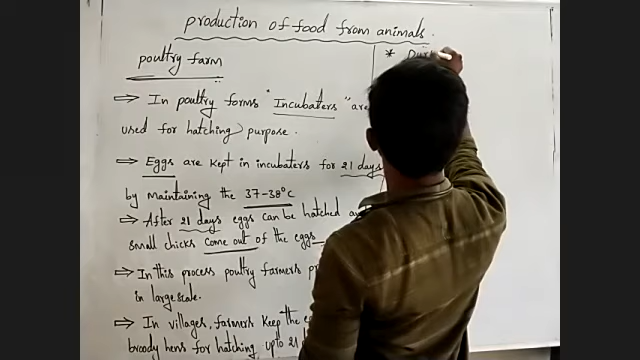 production of food from animals.
poultry farm
⇒ In poultry forms "Incubaters" are
used for hatching purpose.
⇒ Eggs are kept in incubaters for 21 days
by maintaining the 37-38°C
⇒ After 21 days eggs can be hatched
small chicks come out of the eggs
⇒ In this process poultry farmers
in large scale.
⇒ In villages, farmers keep the
broody hens for hatching upto 21
*